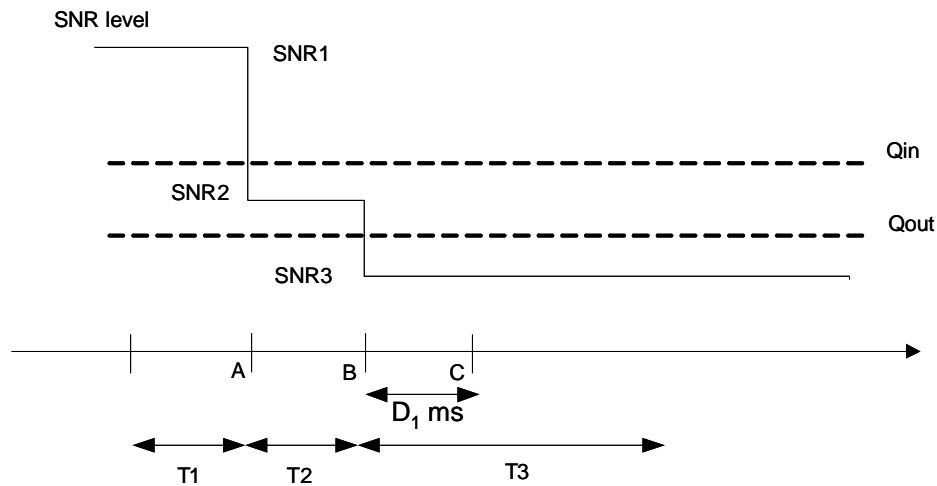 SNR level
SNR1
Qin
SNR2
Qout
SNR3
A
B
C
D₁ ms
T1
T2
T3